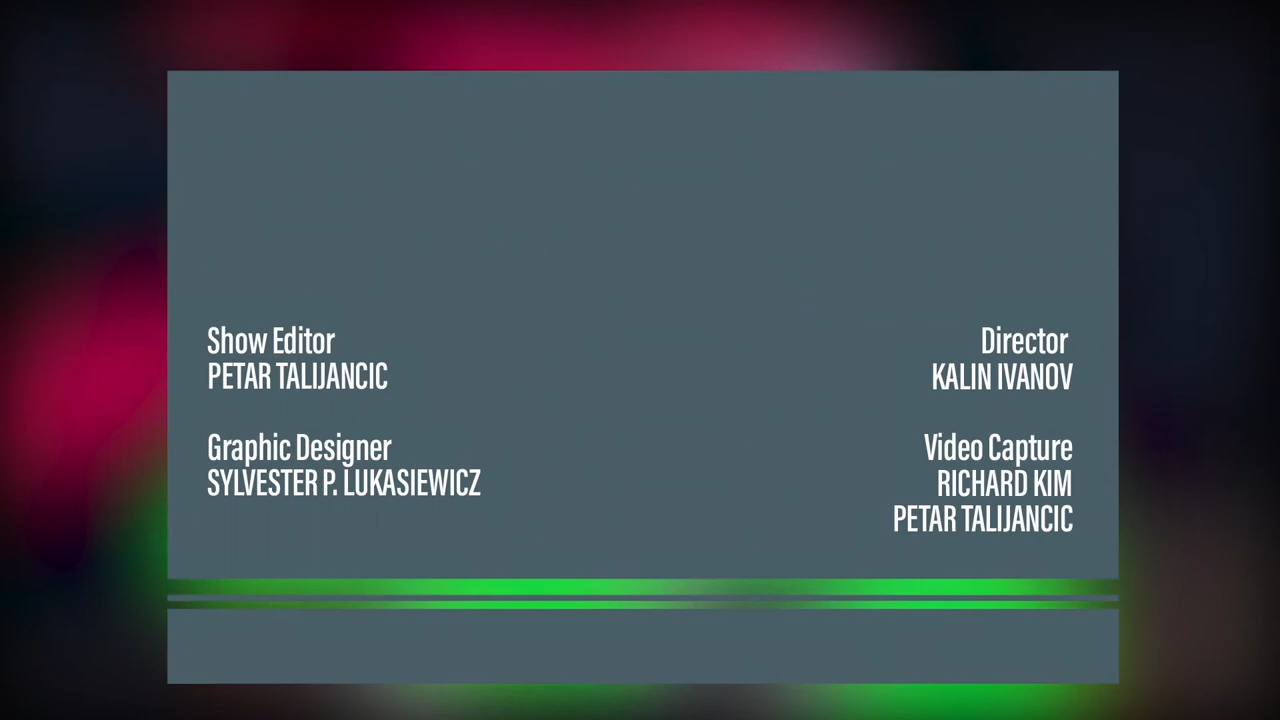 Show Editor
PETAR TALIJANCIC
Graphic Designer
SYLVESTER P. LUKASIEWICZ
Director
KALIN IVANOV
Video Capture
RICHARD KIM
PETAR TALIJANCIC